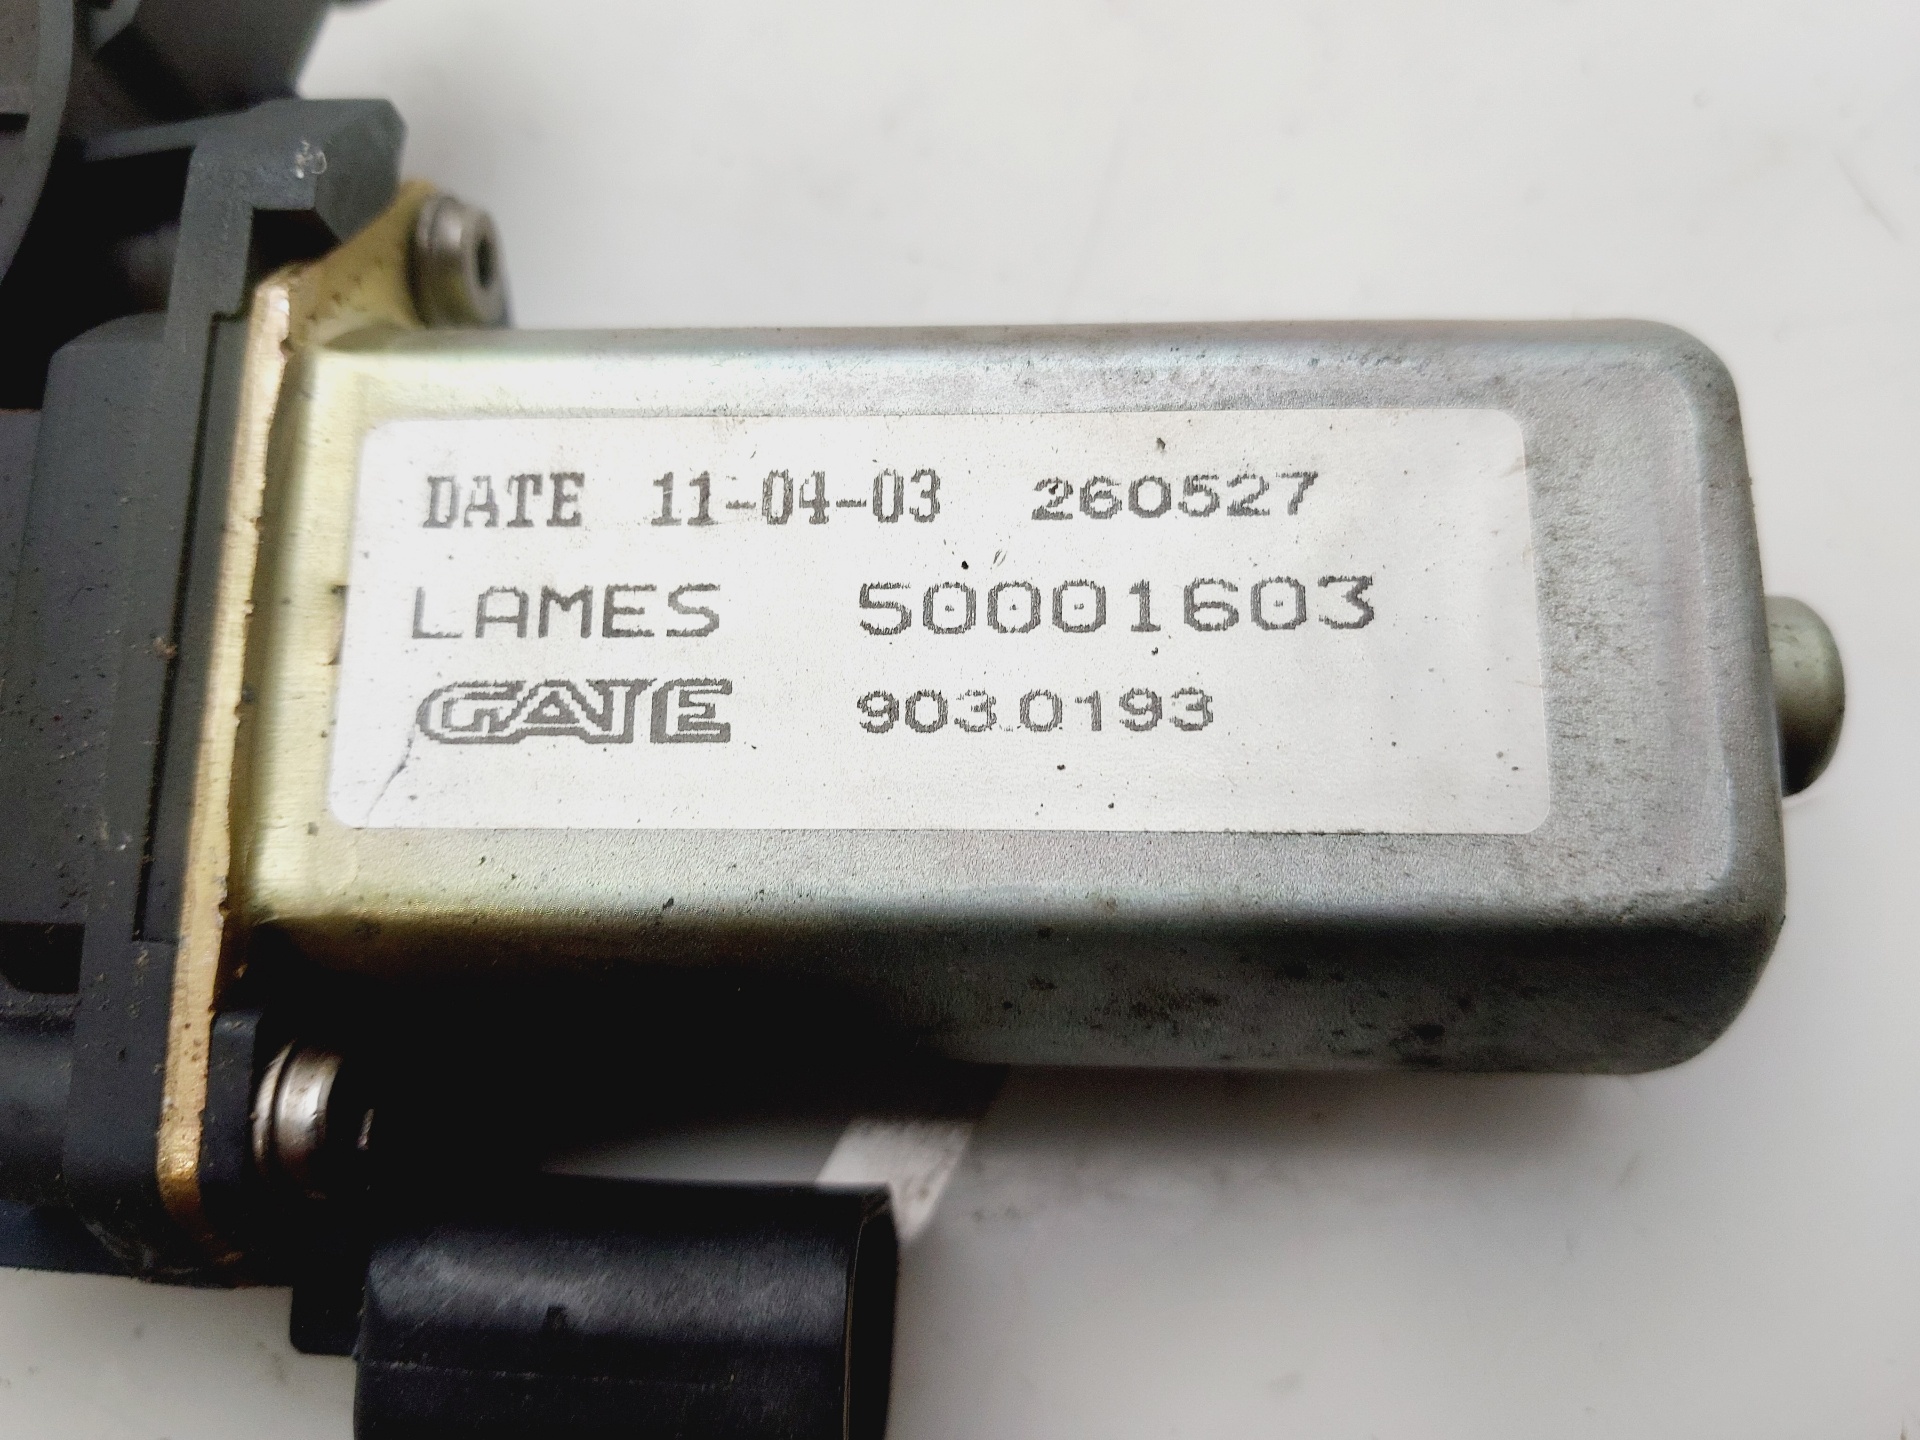 DATE 11-04-03 260527
LAMES 50001603
GATE 903.0193